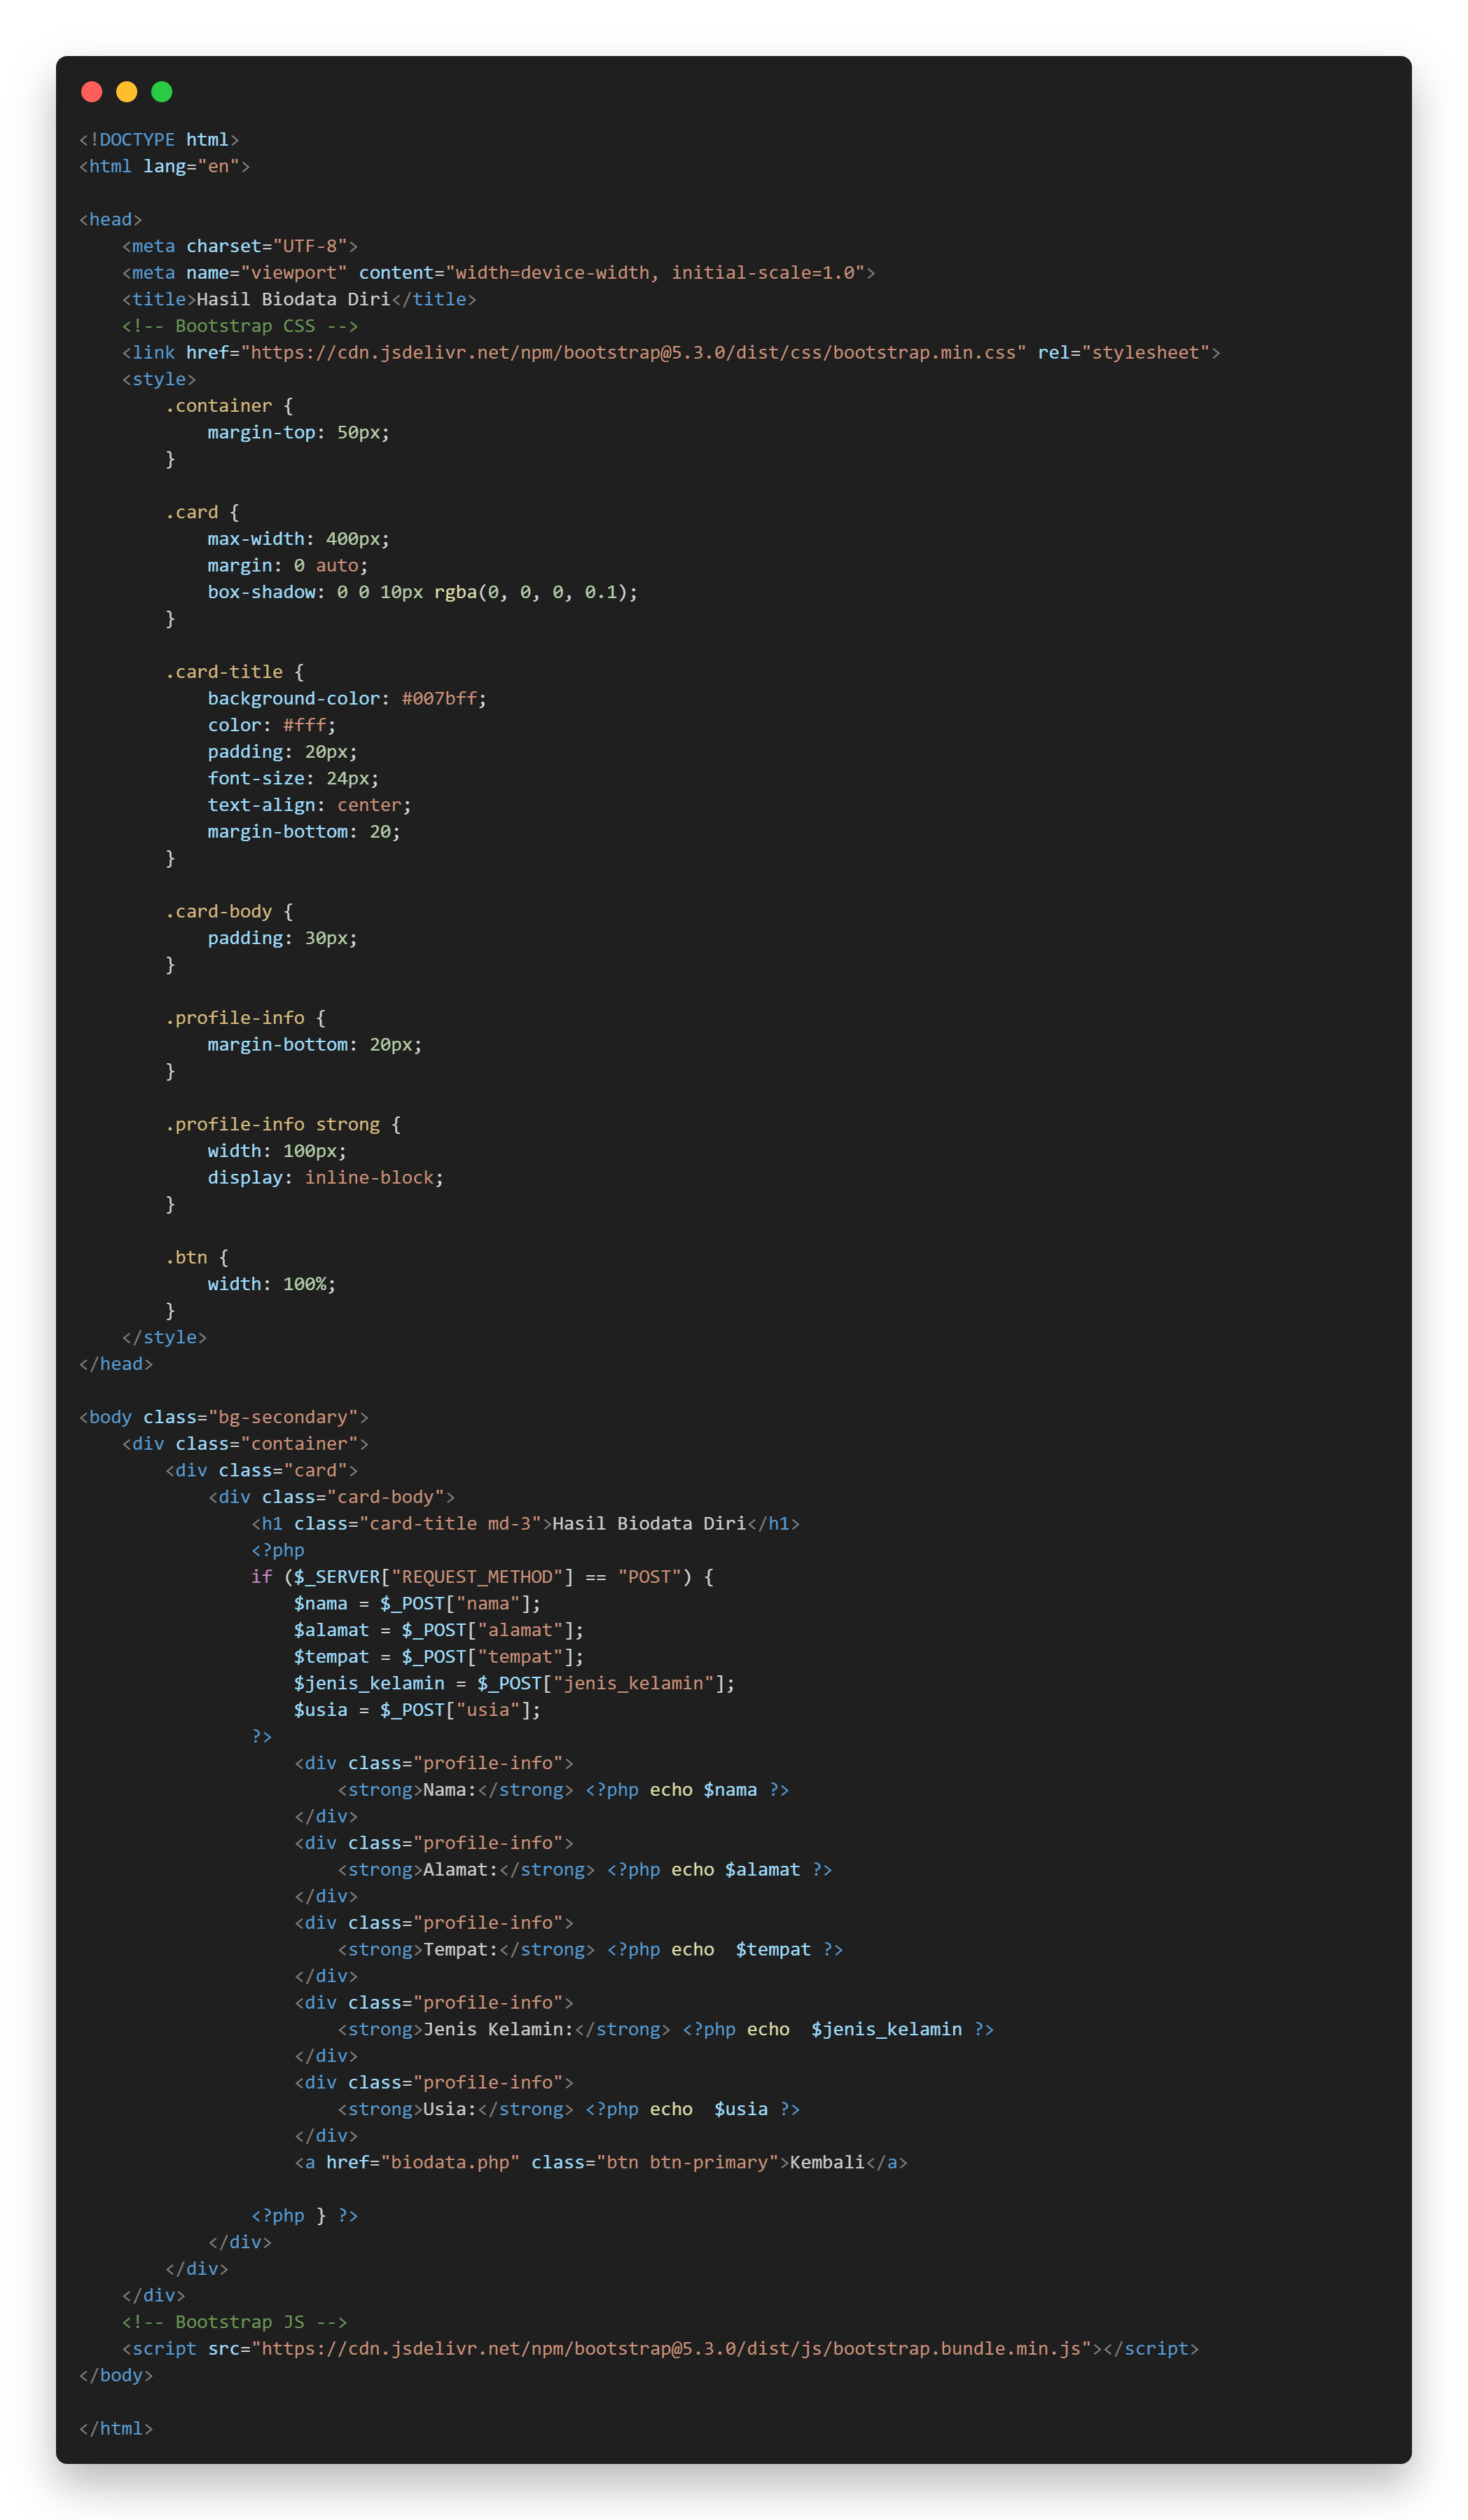 <!DOCTYPE html>
<html lang="en">

<head>
    <meta charset="UTF-8">
    <meta name="viewport" content="width=device-width, initial-scale=1.0">
    <title>Hasil Biodata Diri</title>
    <!-- Bootstrap CSS -->
    <link href="https://cdn.jsdelivr.net/npm/bootstrap@5.3.0/dist/css/bootstrap.min.css" rel="stylesheet">
    <style>
        .container {
            margin-top: 50px;
        }

        .card {
            max-width: 400px;
            margin: 0 auto;
            box-shadow: 0 0 10px rgba(0, 0, 0, 0.1);
        }

        .card-title {
            background-color: #007bff;
            color: #fff;
            padding: 20px;
            font-size: 24px;
            text-align: center;
            margin-bottom: 20;
        }

        .card-body {
            padding: 30px;
        }

        .profile-info {
            margin-bottom: 20px;
        }

        .profile-info strong {
            width: 100px;
            display: inline-block;
        }

        .btn {
            width: 100%;
        }
    </style>
</head>

<body class="bg-secondary">
    <div class="container">
        <div class="card">
            <div class="card-body">
                <h1 class="card-title md-3">Hasil Biodata Diri</h1>
                <?php
                if ($_SERVER["REQUEST_METHOD"] == "POST") {
                    $nama = $_POST["nama"];
                    $alamat = $_POST["alamat"];
                    $tempat = $_POST["tempat"];
                    $jenis_kelamin = $_POST["jenis_kelamin"];
                    $usia = $_POST["usia"];
                ?>
                    <div class="profile-info">
                        <strong>Nama:</strong> <?php echo $nama ?>
                    </div>
                    <div class="profile-info">
                        <strong>Alamat:</strong> <?php echo $alamat ?>
                    </div>
                    <div class="profile-info">
                        <strong>Tempat:</strong> <?php echo  $tempat ?>
                    </div>
                    <div class="profile-info">
                        <strong>Jenis Kelamin:</strong> <?php echo  $jenis_kelamin ?>
                    </div>
                    <div class="profile-info">
                        <strong>Usia:</strong> <?php echo  $usia ?>
                    </div>
                    <a href="biodata.php" class="btn btn-primary">Kembali</a>

                <?php } ?>
            </div>
        </div>
    </div>
    <!-- Bootstrap JS -->
    <script src="https://cdn.jsdelivr.net/npm/bootstrap@5.3.0/dist/js/bootstrap.bundle.min.js"></script>
</body>

</html>